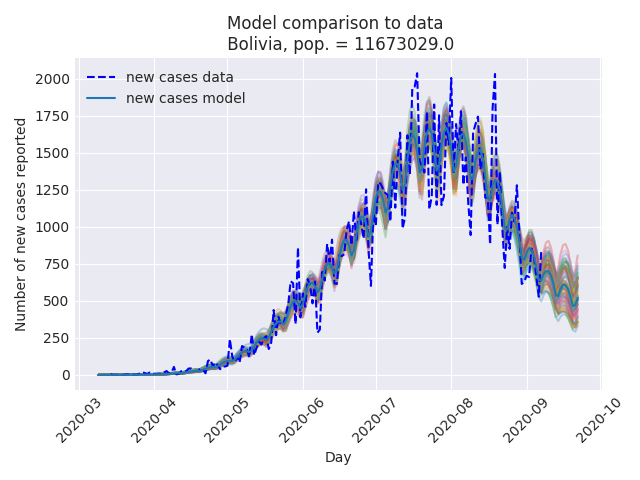 Model comparison to data
Bolivia, pop. = 11673029.0
new cases data
new cases model
Number of new cases reported
2000
1750
1500
1250
1000
750
500
250
0
2020-03
2020-04
2020-05
2020-06
2020-07
2020-08
2020-09
2020-10
Day